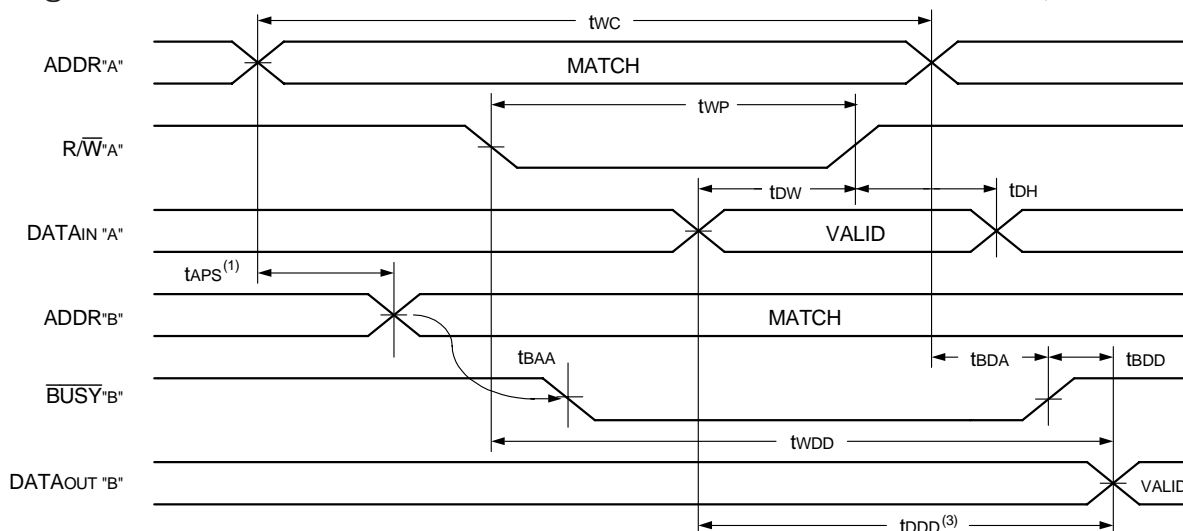 tWC
ADDR"A"
MATCH
tWP
R/W̅"A"
tDW
tDH
DATAIN "A"
VALID
tAPS(1)
ADDR"B"
MATCH
tBAA
tBDA
tBDD
B̅U̅S̅Y̅"B"
tWDD
DATAOUT "B"
VALID
tDDD(3)